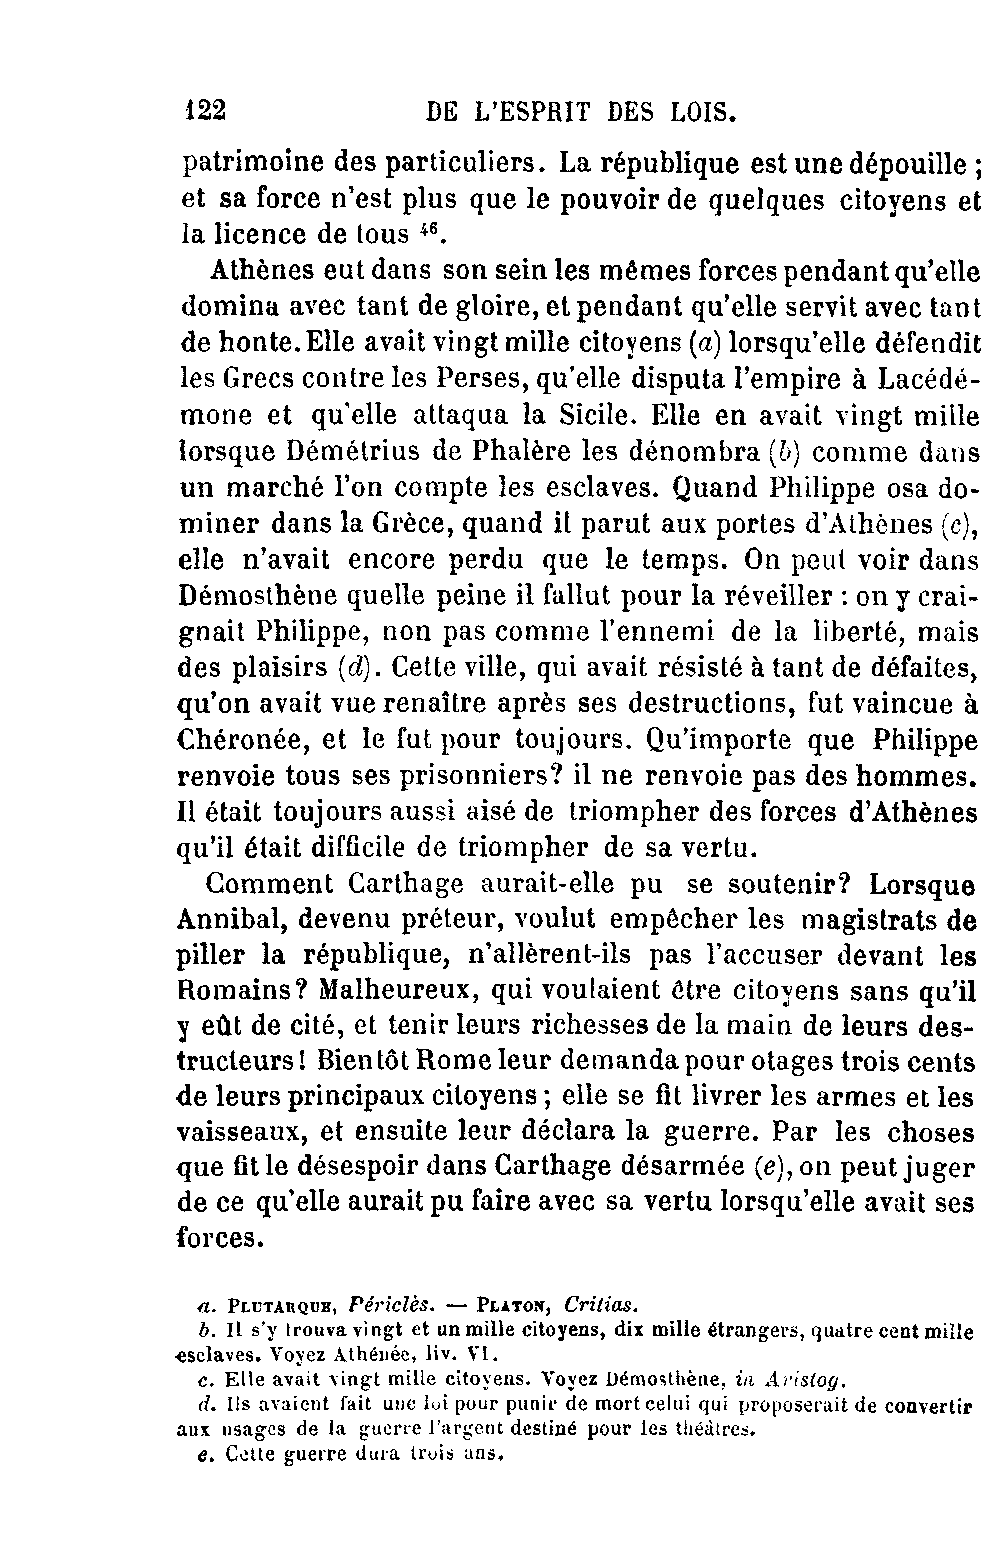 122 DE L'ESPRIT DES LOIS.
patrimoine des particuliers. La république est une dépouille ;
et sa force n'est plus que le pouvoir de quelques citoyens et
la licence de tous 46.
Athènes eut dans son sein les mêmes forces pendant qu'elle
domina avec tant de gloire, et pendant qu'elle servit avec tant
de honte. Elle avait vingt mille citoyens (a) lorsqu'elle défendit
les Grecs contre les Perses, qu'elle disputa l'empire à Lacédé-
mone et qu'elle attaqua la Sicile. Elle en avait vingt mille
lorsque Démétrius de Phalère les dénombra (b) comme dans
un marché l'on compte les esclaves. Quand Philippe osa do-
miner dans la Grèce, quand il parut aux portes d'Athènes (c),
elle n'avait encore perdu que le temps. On peut voir dans
Démosthène quelle peine il fallut pour la réveiller : on y crai-
gnait Philippe, non pas comme l'ennemi de la liberté, mais
des plaisirs (d). Cette ville, qui avait résisté à tant de défaites,
qu'on avait vue renaître après ses destructions, fut vaincue à
Chéronée, et le fut pour toujours. Qu'importe que Philippe
renvoie tous ses prisonniers? il ne renvoie pas des hommes.
Il était toujours aussi aisé de triompher des forces d'Athènes
qu'il était difficile de triompher de sa vertu.
Comment Carthage aurait-elle pu se soutenir? Lorsque
Annibal, devenu préteur, voulut empêcher les magistrats de
piller la république, n'allèrent-ils pas l'accuser devant les
Romains? Malheureux, qui voulaient être citoyens sans qu'il
y eût de cité, et tenir leurs richesses de la main de leurs des-
tructeurs! Bientôt Rome leur demanda pour otages trois cents
de leurs principaux citoyens ; elle se fit livrer les armes et les
vaisseaux, et ensuite leur déclara la guerre. Par les choses
que fit le désespoir dans Carthage désarmée (e), on peut juger
de ce qu'elle aurait pu faire avec sa vertu lorsqu'elle avait ses
forces.
a. PLUTARQUE, Périclès. — PLATON, Critias.
b. Il s'y trouva vingt et un mille citoyens, dix mille étrangers, quatre cent mille
esclaves. Voyez Athénée, liv. VI.
c. Elle avait vingt mille citoyens. Voyez Démosthène, in Aristog.
d. Ils avaient fait une loi pour punir de mort celui qui proposerait de convertir
aux usages de la guerre l'argent destiné pour les théâtres.
e. Cette guerre dura trois ans.